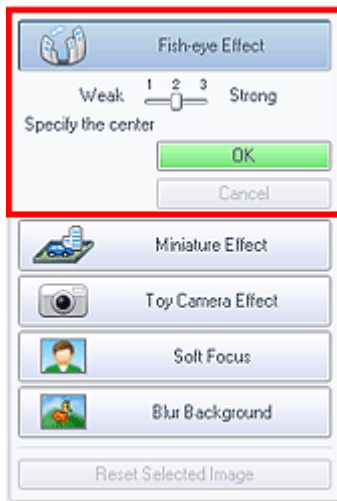 Fish-eye Effect
1 2 3
Weak Strong
Specify the center
OK
Cancel
Miniature Effect
Toy Camera Effect
Soft Focus
Blur Background
Reset Selected Image